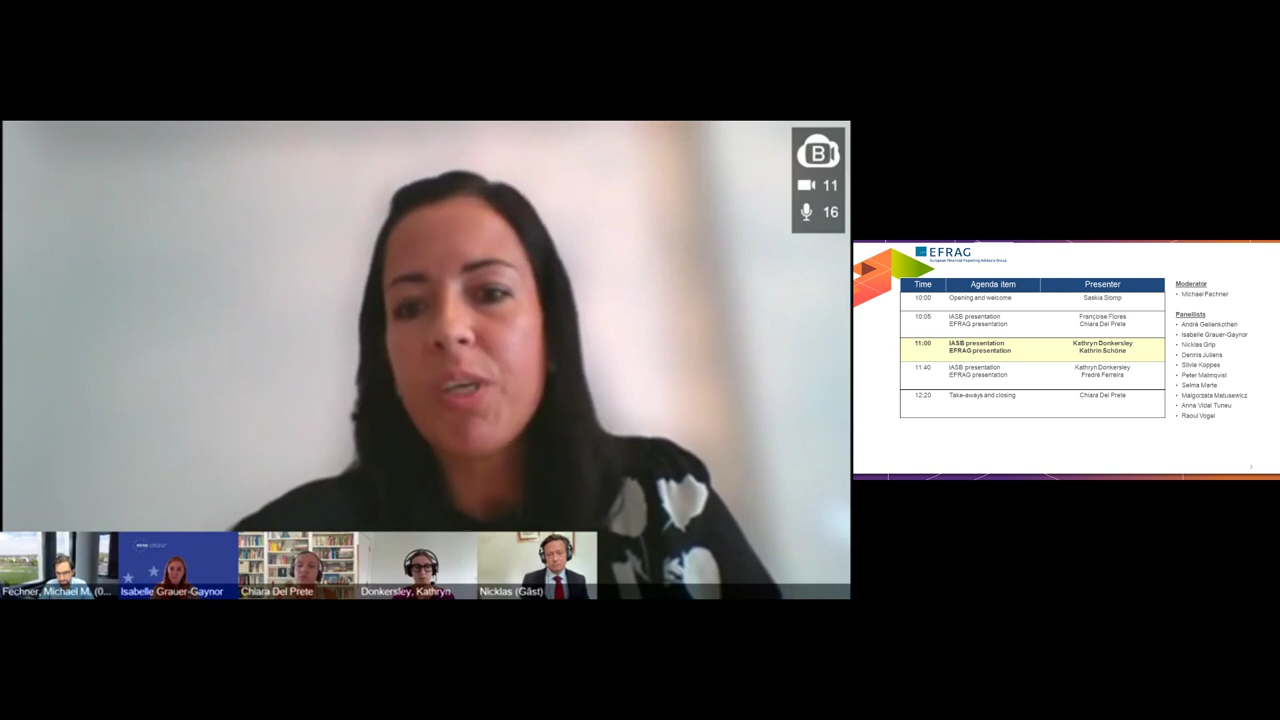 B
11
16
Fechner, Michael M. (0...
Isabelle Grauer-Gaynor
Chiara Del Prete
Donkersley, Kathryn
Nicklas (Gäst)
EFRAG
European Financial Reporting Advisory Group
Time Agenda item Presenter
10:00 Opening and welcome Saskia Slomp
10:05 IASB presentation Françoise Flores
EFRAG presentation Chiara Del Prete
11:00 IASB presentation Kathryn Donkersley
EFRAG presentation Kathrin Schöne
11:40 IASB presentation Kathryn Donkersley
EFRAG presentation Fredré Ferreira
12:20 Take-aways and closing Chiara Del Prete
Moderator
• Michael Fechner
Panellists
• André Geilenkothen
• Isabelle Grauer-Gaynor
• Nicklas Grip
• Dennis Jullens
• Silvie Koppes
• Peter Malmqvist
• Selma Marte
• Malgorzata Matusewicz
• Anna Vidal Tuneu
• Raoul Vogel